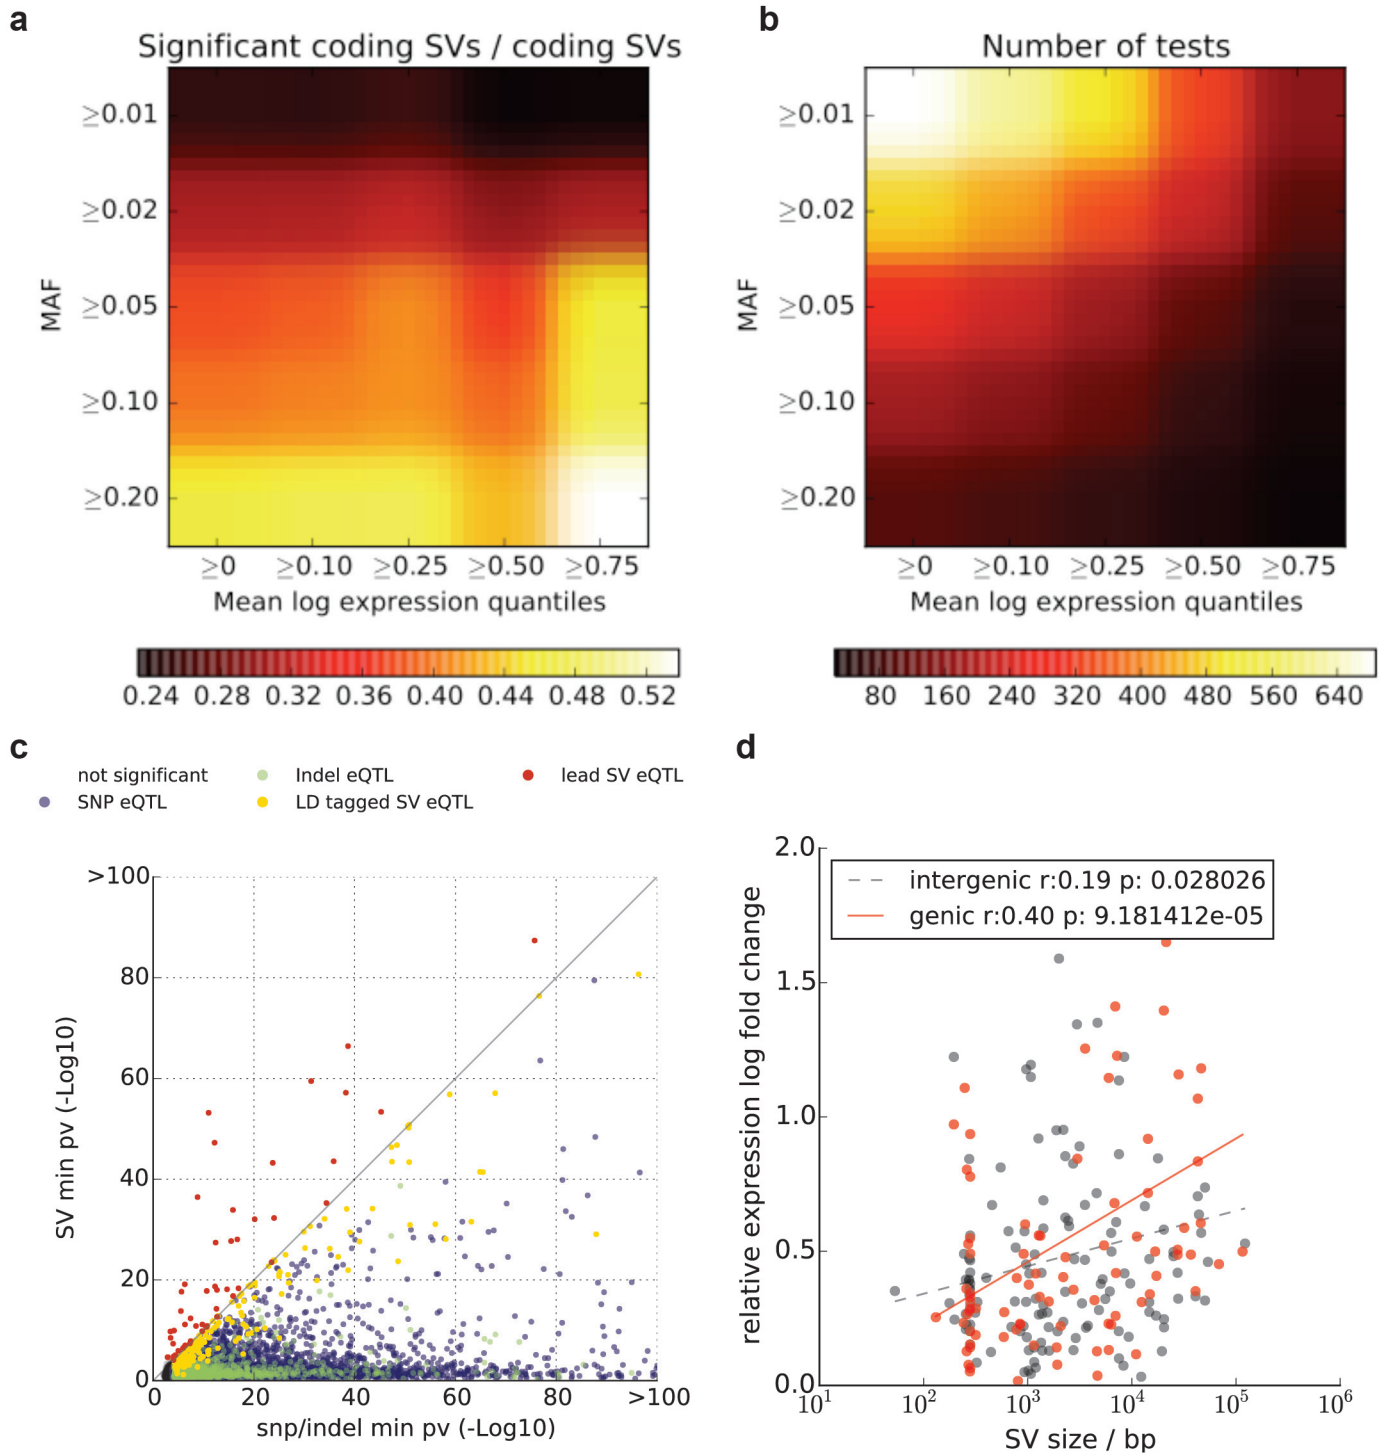 a
Significant coding SVs / coding SVs
≥0.01
≥0.02
≥0.05
≥0.10
≥0.20
MAF
≥0 ≥0.10 ≥0.25 ≥0.50 ≥0.75
Mean log expression quantiles
0.24 0.28 0.32 0.36 0.40 0.44 0.48 0.52
b
Number of tests
≥0.01
≥0.02
≥0.05
≥0.10
≥0.20
MAF
≥0 ≥0.10 ≥0.25 ≥0.50 ≥0.75
Mean log expression quantiles
80 160 240 320 400 480 560 640
c
not significant Indel eQTL lead SV eQTL
SNP eQTL LD tagged SV eQTL
>100
80
60
40
20
0
SV min pv (-Log10)
0 20 40 60 80 >100
snp/indel min pv (-Log10)
d
2.0
1.5
1.0
0.5
0.0
relative expression log fold change
intergenic r:0.19 p: 0.028026
genic r:0.40 p: 9.181412e-05
10¹ 10² 10³ 10⁴ 10⁵ 10⁶
SV size / bp